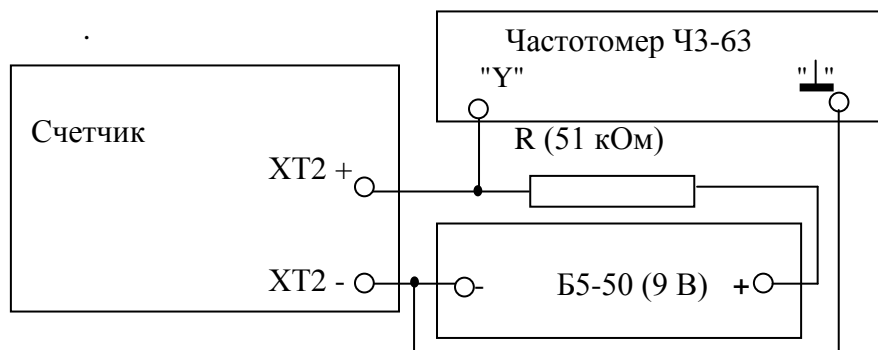 .
Частотомер Ч3-63
"Y"
"⊥"
Счетчик
R (51 кОм)
XT2 +
XT2 -
-
Б5-50 (9 В)
+